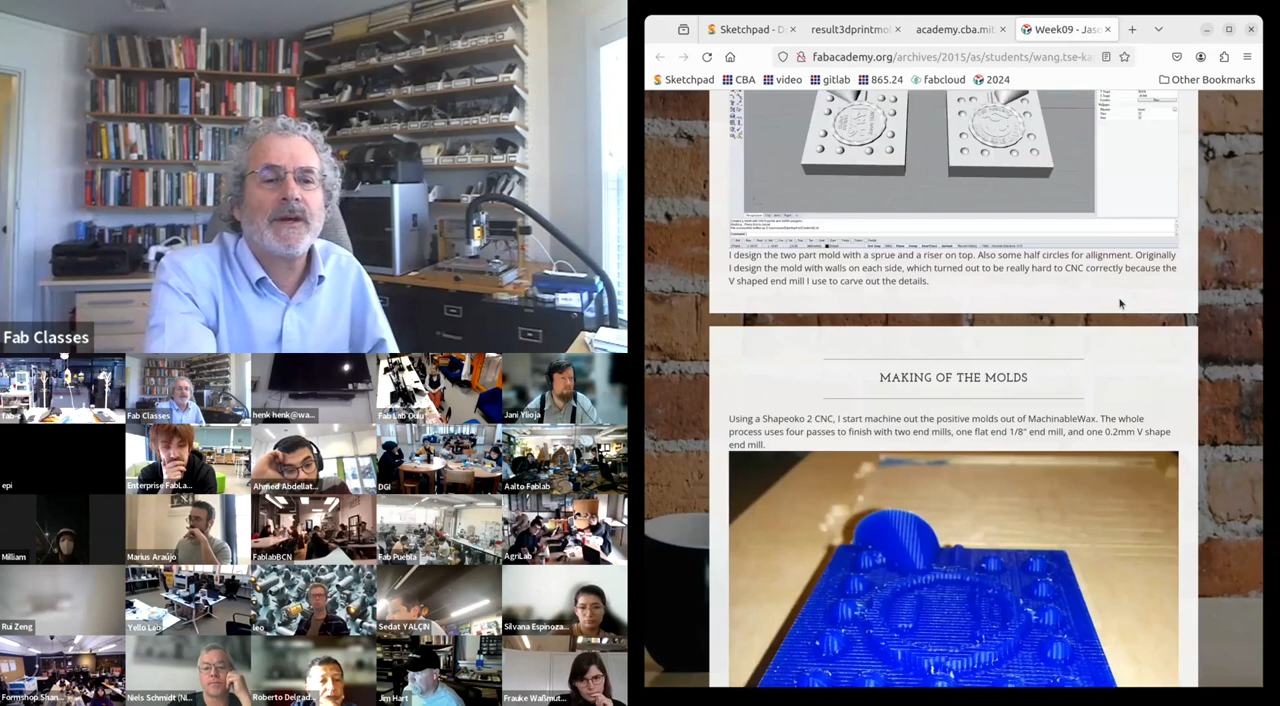 Fab Classes
Fab Classes
henk henk@wa...
Fab Lab Oulu
Jani Ylioja
epi
Enterprise FabLa...
Ahmed Abdellat...
DGI
Aalto Fablab
William
Marius Araújo
FablabBCN
Fab Puebla
AgriLab
Rui Zeng
Yello Lab
leo
Sedat YALÇIN
Silvana Espinoza...
Formshop Shan...
Niels Schmidt (NI...
Roberto Delgad...
Jim Hart
Frauke Waßmut...
Sketchpad - D
result3dprintmo
academy.cba.mit
Week09 - Jas
fabacademy.org/archives/2015/as/students/wang.tse-ka
Sketchpad
CBA
video
gitlab
865.24
fabcloud
2024
Other Bookmarks
I design the two part mold with a sprue and a riser on top. Also some half circles for allignment. Originally
I design the mold with walls on each side, which turned out to be really hard to CNC correctly because the
V shaped end mill I use to carve out the details.
MAKING OF THE MOLDS
Using a Shapeoko 2 CNC, I start machine out the positive molds out of MachinableWax. The whole
process uses four passes to finish with two end mills, one flat end 1/8" end mill, and one 0.2mm V shape
end mill.